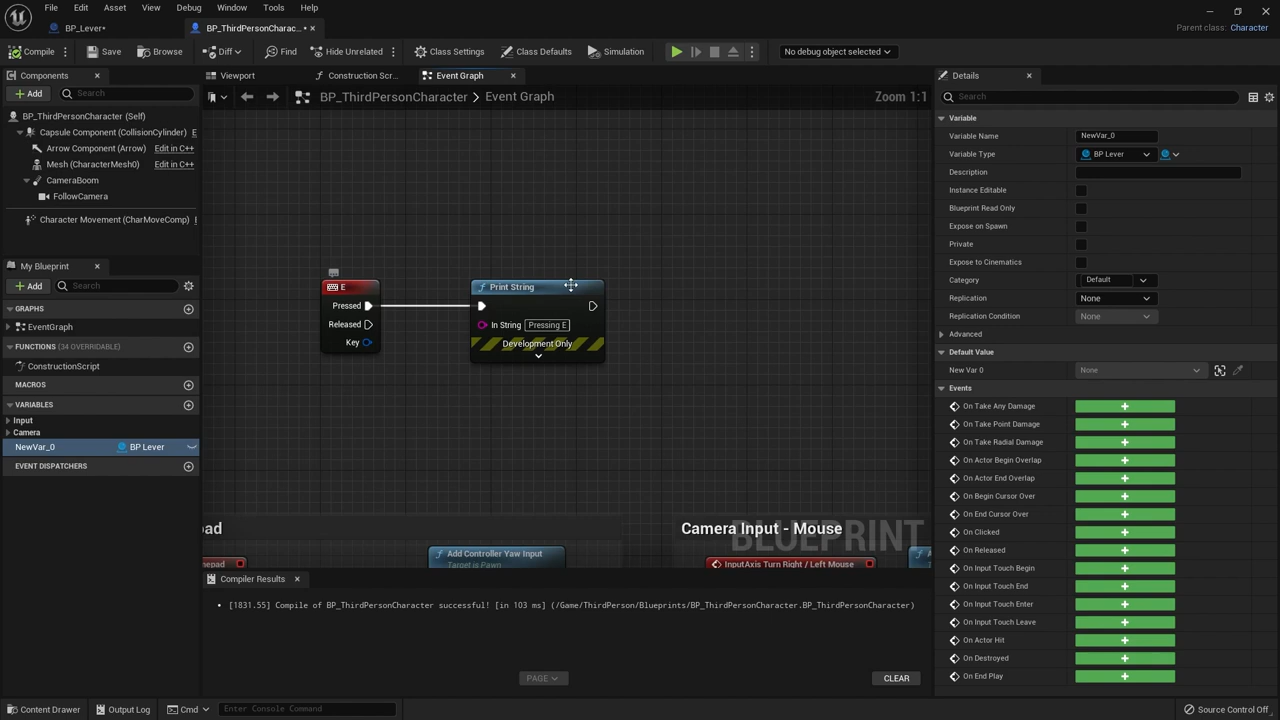 File Edit Asset View Debug Window Tools Help
BP_Lever•
BP_ThirdPersonCharac...•
Parent class: Character
Compile
Save
Browse
Diff
Find
Hide Unrelated
Class Settings
Class Defaults
Simulation
No debug object selected
Components
Viewport
Construction Scr...
Event Graph
Details
Add
Search
BP_ThirdPersonCharacter > Event Graph
Zoom 1:1
Search
BP_ThirdPersonCharacter (Self)
Capsule Component (CollisionCylinder) E
Arrow Component (Arrow) Edit in C++
Mesh (CharacterMesh0) Edit in C++
CameraBoom
FollowCamera
Character Movement (CharMoveComp)
My Blueprint
Add
Search
GRAPHS
EventGraph
FUNCTIONS (34 OVERRIDABLE)
ConstructionScript
MACROS
VARIABLES
Input
Camera
NewVar_0 BP Lever
EVENT DISPATCHERS
E
Pressed
Released
Key
Print String
In String Pressing E
Development Only
oad
Camera Input - Mouse
BLUEPRINT
nepad
Add Controller Yaw Input
Target is Pawn
InputAxis Turn Right / Left Mouse
A
Compiler Results
[1831.55] Compile of BP_ThirdPersonCharacter successful! [in 103 ms] (/Game/ThirdPerson/Blueprints/BP_ThirdPersonCharacter.BP_ThirdPersonCharacter)
PAGE
CLEAR
Variable
Variable Name NewVar_0
Variable Type BP Lever
Description
Instance Editable
Blueprint Read Only
Expose on Spawn
Private
Expose to Cinematics
Category Default
Replication None
Replication Condition None
Advanced
Default Value
New Var 0 None
Events
On Take Any Damage
On Take Point Damage
On Take Radial Damage
On Actor Begin Overlap
On Actor End Overlap
On Begin Cursor Over
On End Cursor Over
On Clicked
On Released
On Input Touch Begin
On Input Touch End
On Input Touch Enter
On Input Touch Leave
On Actor Hit
On Destroyed
On End Play
Content Drawer
Output Log
Cmd
Enter Console Command
Source Control Off